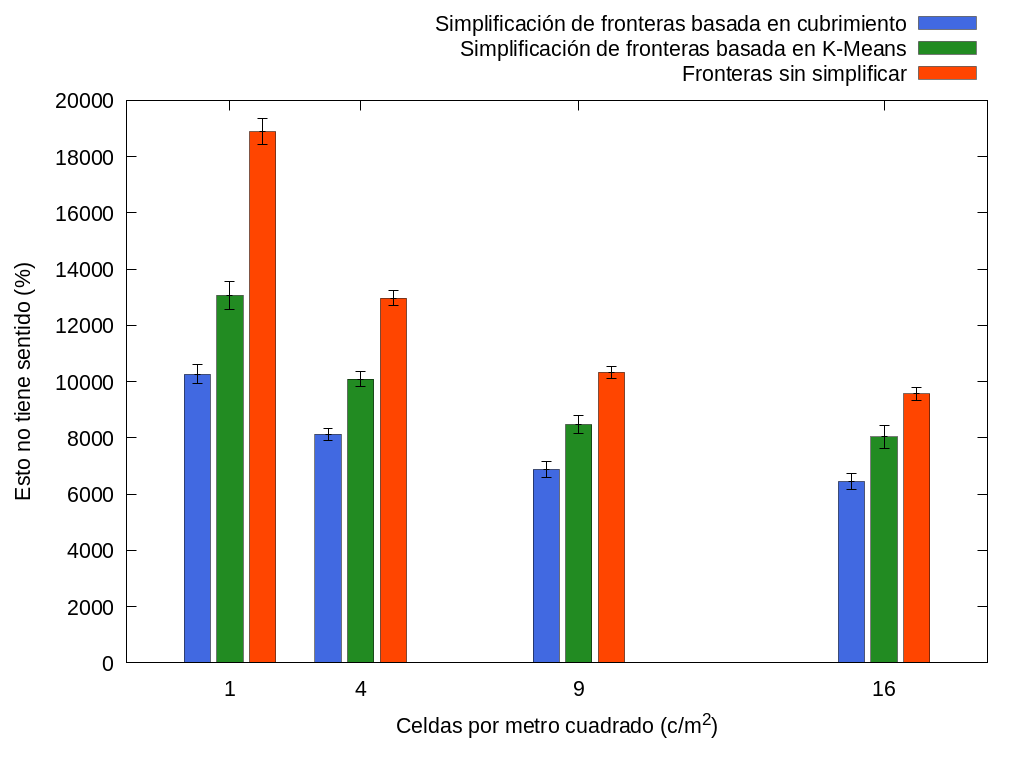 Simplificación de fronteras basada en cubrimiento
Simplificación de fronteras basada en K-Means
Fronteras sin simplificar
20000
18000
16000
14000
12000
10000
8000
6000
4000
2000
0
Esto no tiene sentido (%)
1 4 9 16
Celdas por metro cuadrado (c/m²)